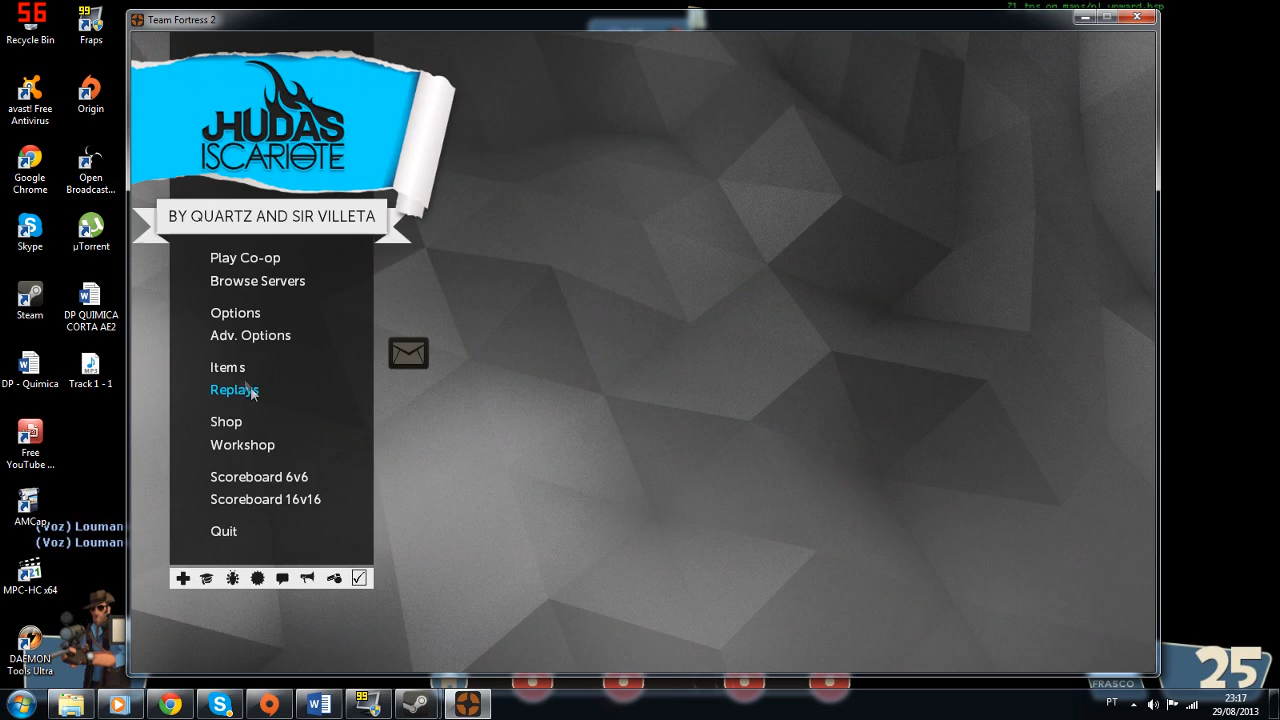 56
99
Recycle Bin
Fraps
avast! Free
Antivirus
Origin
Google
Chrome
Open
Broadcast...
Skype
µTorrent
Steam
DP QUIMICA
CORTA AE2
DP - Quimica
Track 1 - 1
Free
YouTube ...
AMCap
MPC-HC x64
DAEMON
Tools Ultra
(Voz) Louman
(Voz) Louman
Team Fortress 2
JHUDAS
ISCARIOTE
BY QUARTZ AND SIR VILLETA
Play Co-op
Browse Servers
Options
Adv. Options
Items
Replays
Shop
Workshop
Scoreboard 6v6
Scoreboard 16v16
Quit
25
FRASCO
99
PT
23:17
29/08/2013